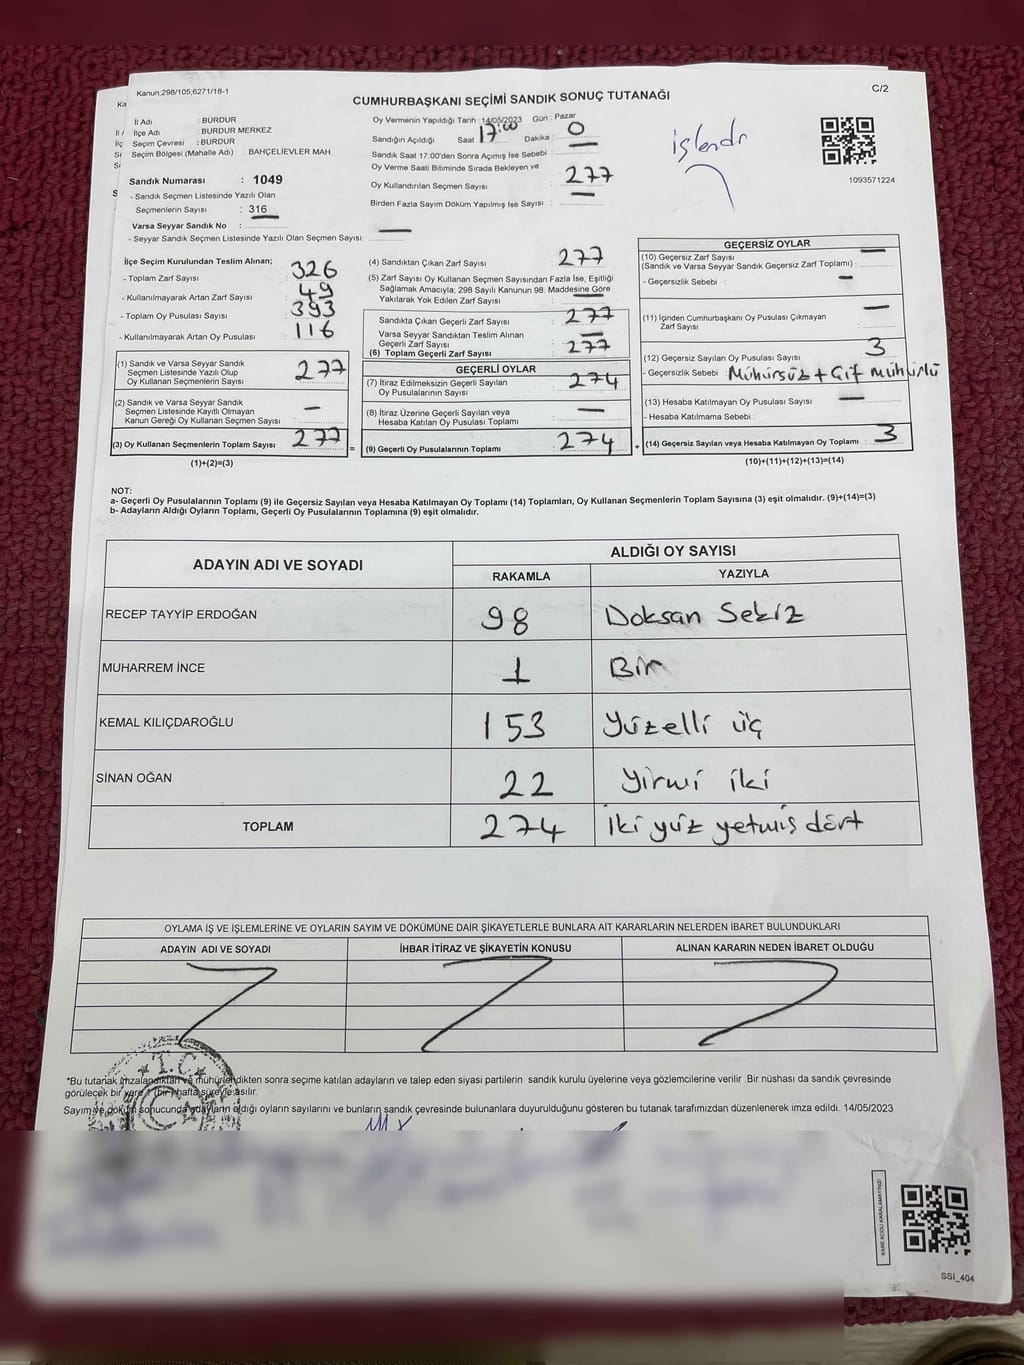 Kanun;298/105;6271/18-1
C/2
CUMHURBAŞKANI SEÇİMİ SANDIK SONUÇ TUTANAĞI
İl Adı : BURDUR
İlçe Adı : BURDUR MERKEZ
Seçim Çevresi : BURDUR
Seçim Bölgesi (Mahalle Adı) : BAHÇELİEVLER MAH.
Sandık Numarası : 1049
- Sandık Seçmen Listesinde Yazılı Olan
Seçmenlerin Sayısı : 316
Varsa Seyyar Sandık No :
- Seyyar Sandık Seçmen Listesinde Yazılı Olan Seçmen Sayısı: —
Oy Vermenin Yapıldığı Tarih :14/05/2023 Gün : Pazar
Sandığın Açıldığı Saat 17:00 Dakika : 0
Sandık Saat 17:00'den Sonra Açımış İse Sebebi : —
Oy Verme Saati Bitiminde Sırada Bekleyen ve
Oy Kullandırılan Seçmen Sayısı : 277
Birden Fazla Sayım Döküm Yapılmış İse Sayısı : —
işlendi
1093571224
İlçe Seçim Kurulundan Teslim Alınan;
- Toplam Zarf Sayısı : 326
- Kullanılmayarak Artan Zarf Sayısı : 49
- Toplam Oy Pusulası Sayısı : 393
- Kullanılmayarak Artan Oy Pusulası : 116
(1) Sandık ve Varsa Seyyar Sandık
Seçmen Listesinde Yazılı Olup
Oy Kullanan Seçmenlerin Sayısı : 277
(2) Sandık ve Varsa Seyyar Sandık
Seçmen Listesinde Kayıtlı Olmayan
Kanun Gereği Oy Kullanan Seçmen Sayısı : —
(3) Oy Kullanan Seçmenlerin Toplam Sayısı : 277
(1)+(2)=(3)
(4) Sandıktan Çıkan Zarf Sayısı : 277
(5) Zarf Sayısı Oy Kullanan Seçmen Sayısından Fazla İse, Eşitliği
Sağlamak Amacıyla, 298 Sayılı Kanunun 98. Maddesine Göre
Yakılarak Yok Edilen Zarf Sayısı : —
Sandıkta Çıkan Geçerli Zarf Sayısı : 277
Varsa Seyyar Sandıktan Teslim Alınan
Geçerli Zarf Sayısı : —
(6) Toplam Geçerli Zarf Sayısı : 277
GEÇERLİ OYLAR
(7) İtiraz Edilmeksizin Geçerli Sayılan
Oy Pusulalarının Sayısı : 274
(8) İtiraz Üzerine Geçerli Sayılan veya
Hesaba Katılan Oy Pusulası Toplamı : —
= (9) Geçerli Oy Pusulalarının Toplamı : 274 +
GEÇERSİZ OYLAR
(10) Geçersiz Zarf Sayısı —
(Sandık ve Varsa Seyyar Sandık Geçersiz Zarf Toplamı) :
- Geçersizlik Sebebi : —
(11) İçinden Cumhurbaşkanı Oy Pusulası Çıkmayan
Zarf Sayısı : —
(12) Geçersiz Sayılan Oy Pusulası Sayısı : 3
- Geçersizlik Sebebi : Mühürsüz + Çif mühürlü
(13) Hesaba Katılmayan Oy Pusulası Sayısı : —
- Hesaba Katılmama Sebebi :
(14) Geçersiz Sayılan veya Hesaba Katılmayan Oy Toplamı : 3
(10)+(11)+(12)+(13)=(14)
NOT:
a- Geçerli Oy Pusulalarının Toplamı (9) ile Geçersiz Sayılan veya Hesaba Katılmayan Oy Toplamı (14) Toplamları, Oy Kullanan Seçmenlerin Toplam Sayısına (3) eşit olmalıdır. (9)+(14)=(3)
b- Adayların Aldığı Oyların Toplamı, Geçerli Oy Pusulalarının Toplamına (9) eşit olmalıdır.
ADAYIN ADI VE SOYADI
ALDIĞI OY SAYISI
RAKAMLA YAZIYLA
RECEP TAYYİP ERDOĞAN 98 Doksan Sekiz
MUHARREM İNCE 1 Bir
KEMAL KILIÇDAROĞLU 153 Yüzelli üç
SİNAN OĞAN 22 Yirmi iki
TOPLAM 274 İki yüz yetmiş dört
OYLAMA İŞ VE İŞLEMLERİNE VE OYLARIN SAYIM VE DÖKÜMÜNE DAİR ŞİKAYETLERLE BUNLARA AİT KARARLARIN NELERDEN İBARET BULUNDUKLARI
ADAYIN ADI VE SOYADI İHBAR İTİRAZ VE ŞİKAYETİN KONUSU ALINAN KARARIN NEDEN İBARET OLDUĞU
*Bu tutanak imzalandıktan ve mühürlendikten sonra seçime katılan adayların ve talep eden siyasi partilerin sandık kurulu üyelerine veya gözlemcilerine verilir .Bir nüshası da sandık çevresinde
görülecek bir yere 1 (bir) hafta süreyle asılır.
Sayım ve döküm sonucunda adayların aldığı oyların sayılarını ve bunların sandık çevresinde bulunanlara duyurulduğunu gösteren bu tutanak tarafımızdan düzenlenerek imza edildi. 14/05/2023
T.C.
KARE KODU KARALAMAYINIZ!
SSİ_404